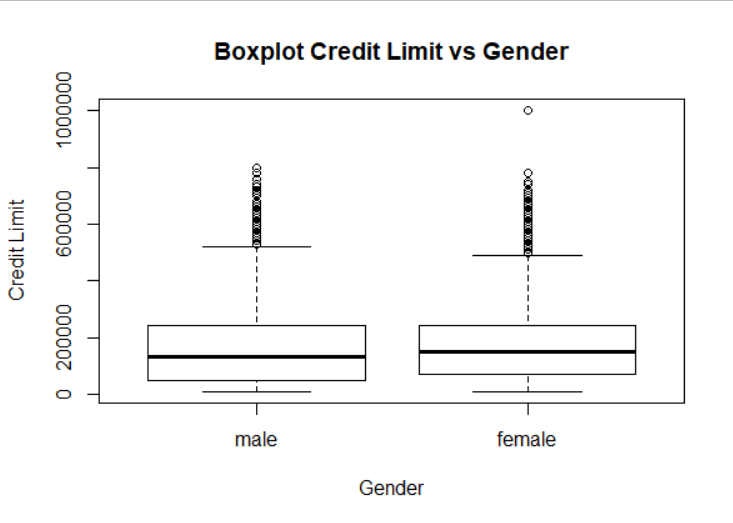 Boxplot Credit Limit vs Gender
1000000
600000
200000
0
Credit Limit
male female
Gender